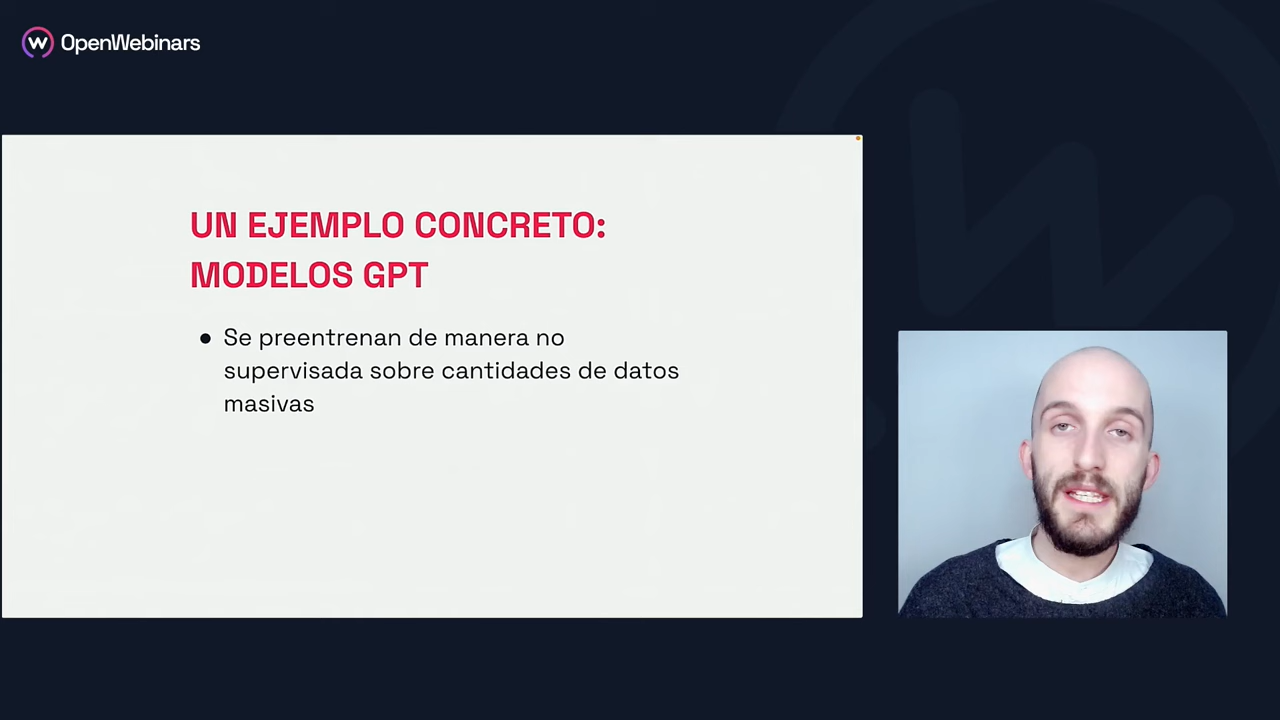 OpenWebinars
UN EJEMPLO CONCRETO:
MODELOS GPT
● Se preentrenan de manera no
supervisada sobre cantidades de datos
masivas